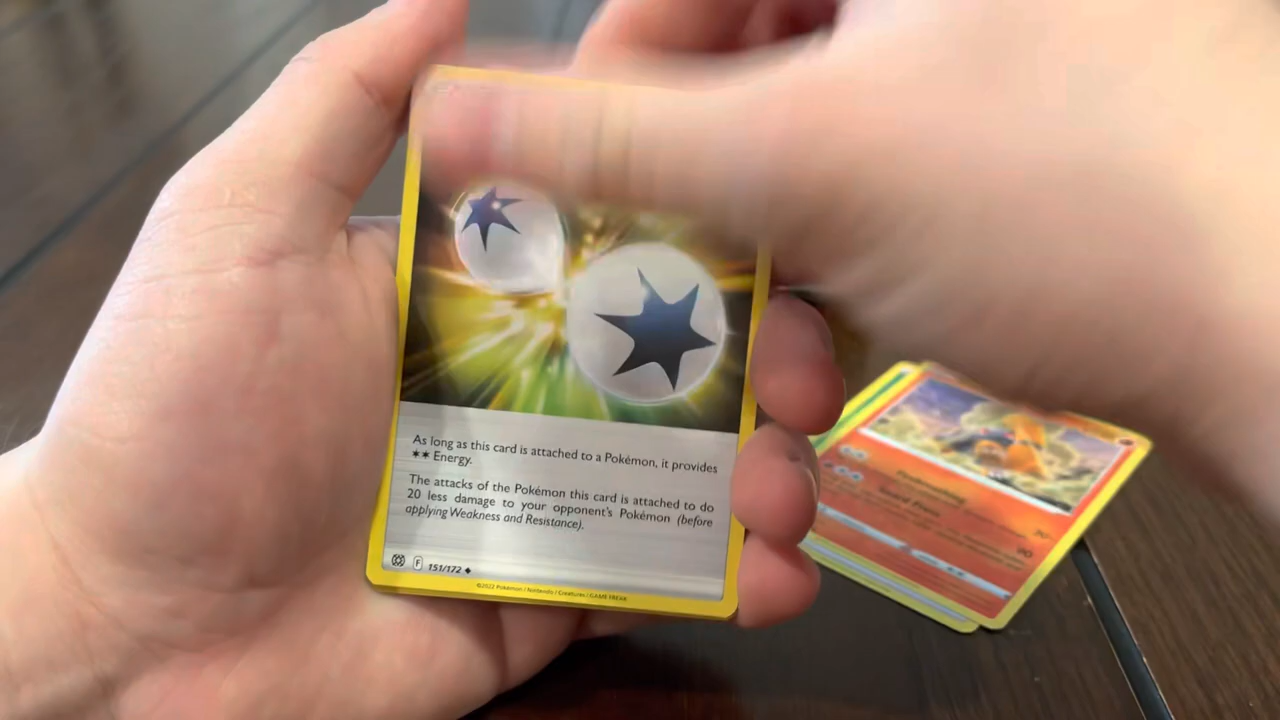 As long as this card is attached to a Pokémon, it provides
✶✶ Energy.
The attacks of the Pokémon this card is attached to do
20 less damage to your opponent's Pokémon (before
applying Weakness and Resistance).
F 151/172 ◆
©2022 Pokémon / Nintendo / Creatures / GAME FREAK